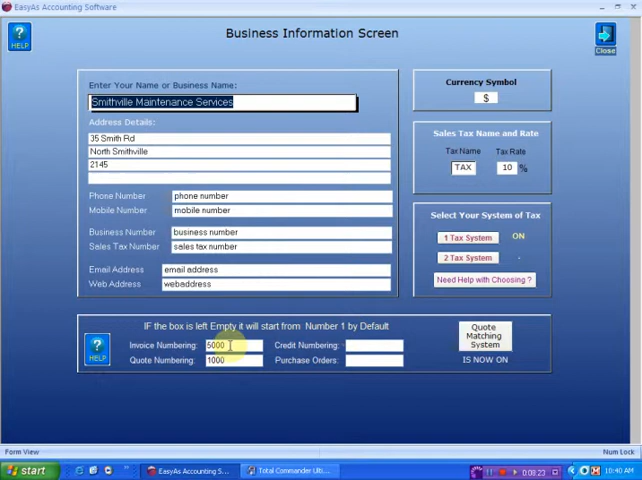 EasyAs Accounting Software
HELP
Business Information Screen
Close
Enter Your Name or Business Name:
Smithville Maintenance Services
Address Details:
35 Smith Rd
North Smithville
2145
Phone Number phone number
Mobile Number mobile number
Business Number business number
Sales Tax Number sales tax number
Email Address email address
Web Address webaddress
Currency Symbol
$
Sales Tax Name and Rate
Tax Name Tax Rate
TAX 10 %
Select Your System of Tax
1 Tax System ON
2 Tax System -
Need Help with Choosing ?
IF the box is left Empty it will start from Number 1 by Default
HELP
Invoice Numbering: 5000 Credit Numbering:
Quote Numbering: 1000 Purchase Orders:
Quote
Matching
System
IS NOW ON
Form View Num Lock
start EasyAs Accounting S... Total Commander Ulti... 0:08:23 10:40 AM